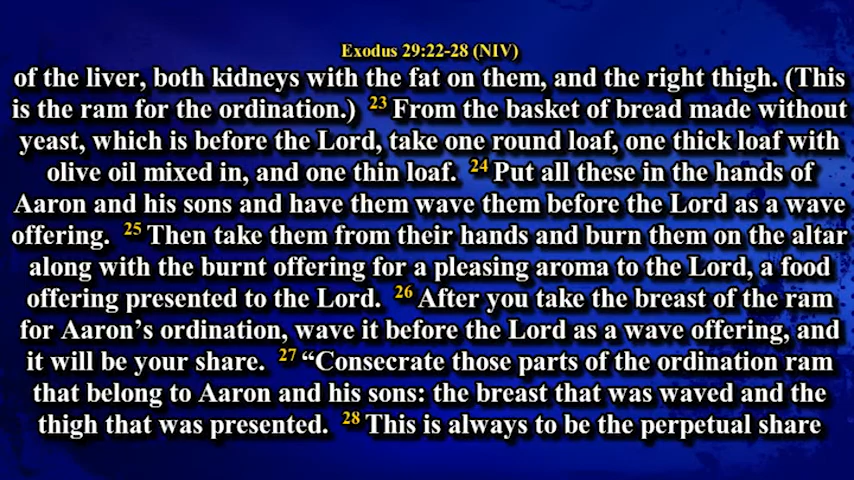 Exodus 29:22-28 (NIV)
of the liver, both kidneys with the fat on them, and the right thigh. (This
is the ram for the ordination.) 23 From the basket of bread made without
yeast, which is before the Lord, take one round loaf, one thick loaf with
olive oil mixed in, and one thin loaf. 24 Put all these in the hands of
Aaron and his sons and have them wave them before the Lord as a wave
offering. 25 Then take them from their hands and burn them on the altar
along with the burnt offering for a pleasing aroma to the Lord, a food
offering presented to the Lord. 26 After you take the breast of the ram
for Aaron’s ordination, wave it before the Lord as a wave offering, and
it will be your share. 27 “Consecrate those parts of the ordination ram
that belong to Aaron and his sons: the breast that was waved and the
thigh that was presented. 28 This is always to be the perpetual share